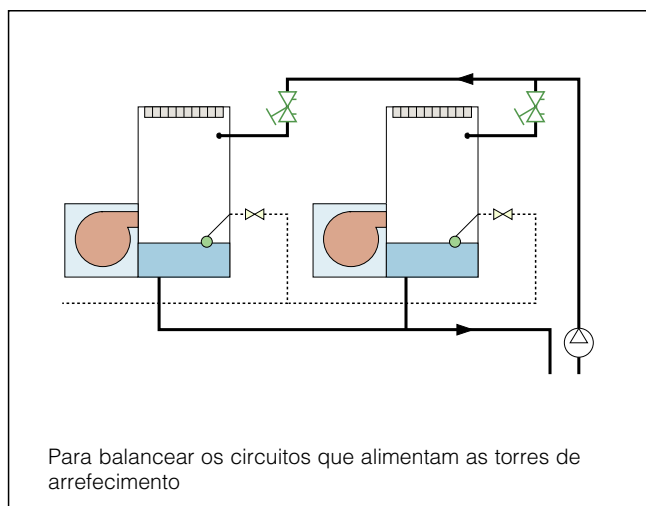 Para balancear os circuitos que alimentam as torres de
arrefecimento